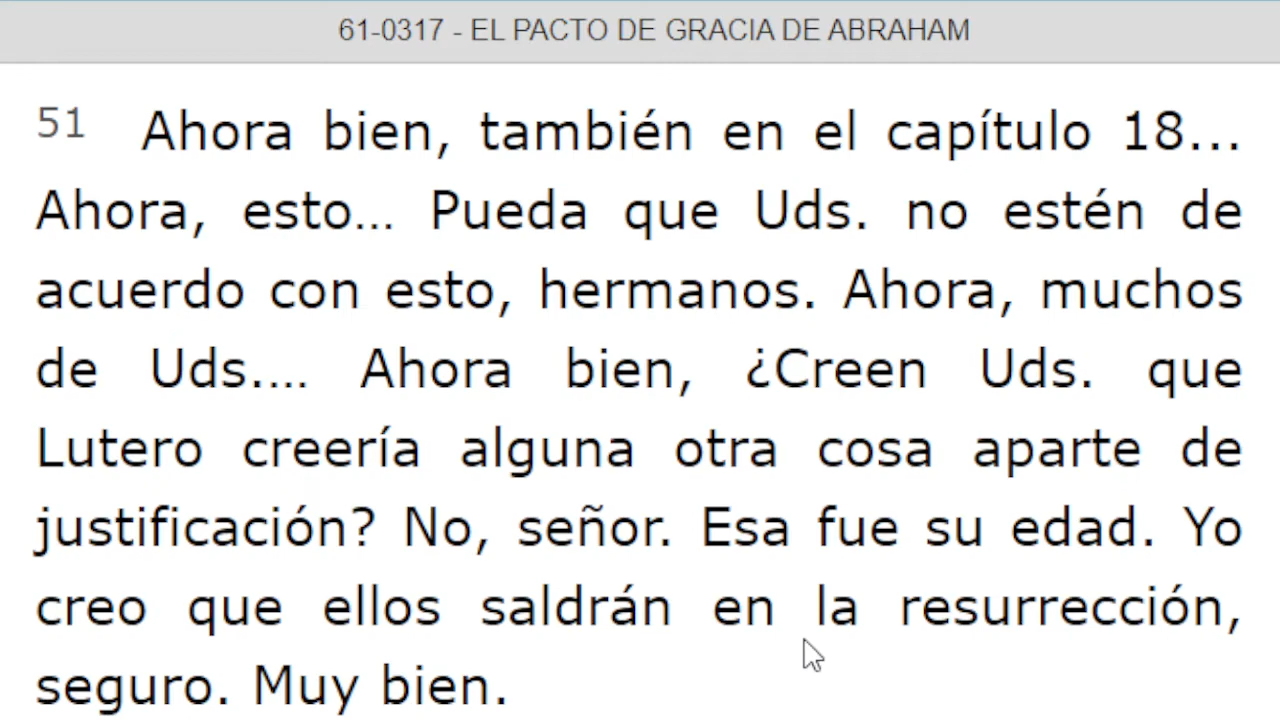 61-0317 - EL PACTO DE GRACIA DE ABRAHAM
51 Ahora bien, también en el capítulo 18...
Ahora, esto... Pueda que Uds. no estén de
acuerdo con esto, hermanos. Ahora, muchos
de Uds.... Ahora bien, ¿Creen Uds. que
Lutero creería alguna otra cosa aparte de
justificación? No, señor. Esa fue su edad. Yo
creo que ellos saldrán en la resurrección,
seguro. Muy bien.